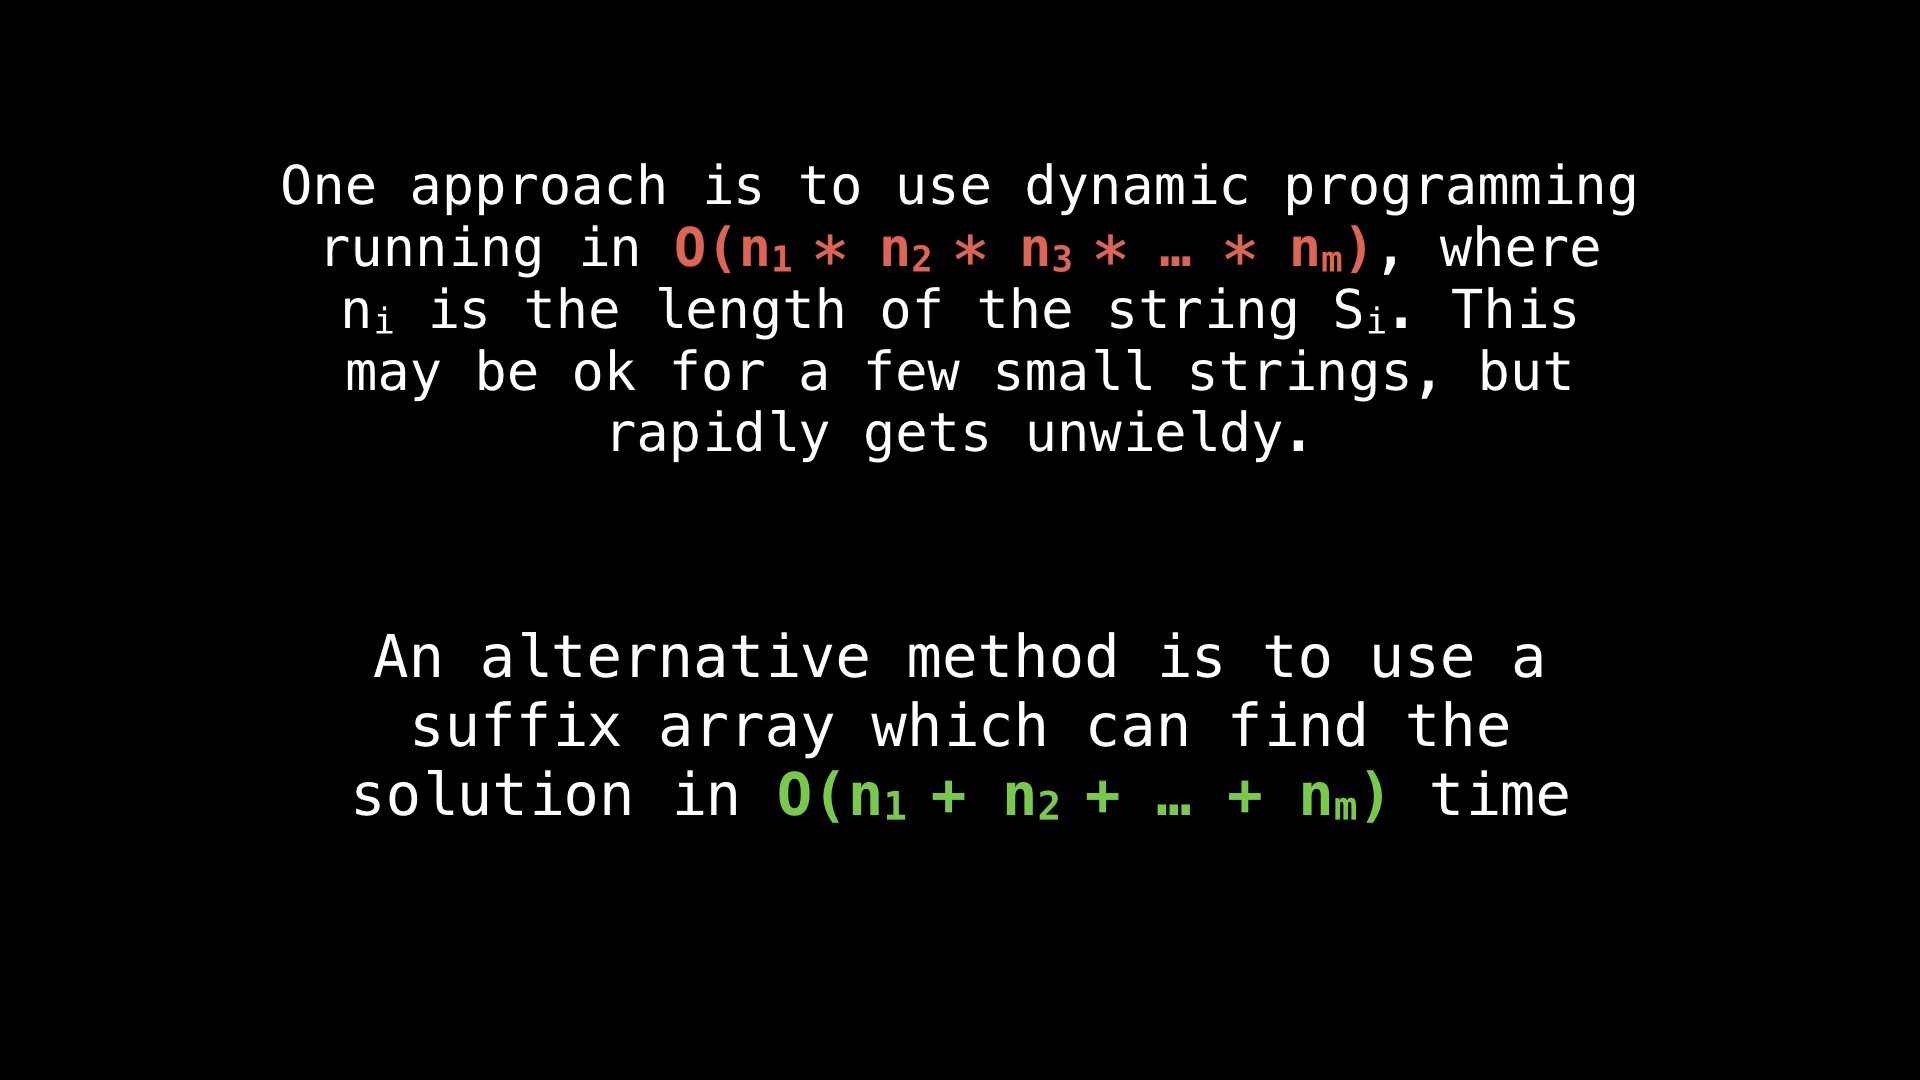 One approach is to use dynamic programming
running in O(n₁ * n₂ * n₃ * … * nₘ), where
nᵢ is the length of the string Sᵢ. This
may be ok for a few small strings, but
rapidly gets unwieldy.
An alternative method is to use a
suffix array which can find the
solution in O(n₁ + n₂ + … + nₘ) time